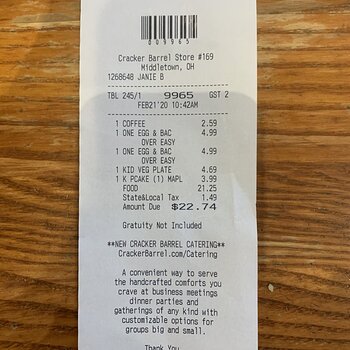 009965
Cracker Barrel Store #169
Middletown, OH
1268648 JANIE B
TBL 245/1 9965 GST 2
FEB21'20 10:42AM
1 COFFEE 2.59
1 ONE EGG & BAC 4.99
OVER EASY
1 ONE EGG & BAC 4.99
OVER EASY
1 KID VEG PLATE 4.69
1 K PCAKE (1) MAPL 3.99
FOOD 21.25
State&Local Tax 1.49
Amount Due $22.74
Gratuity Not Included
**NEW CRACKER BARREL CATERING**
CrackerBarrel.com/Catering
A convenient way to serve
the handcrafted comforts you
crave at business meetings
dinner parties and
gatherings of any kind with
customizable options for
groups big and small.
Thank You